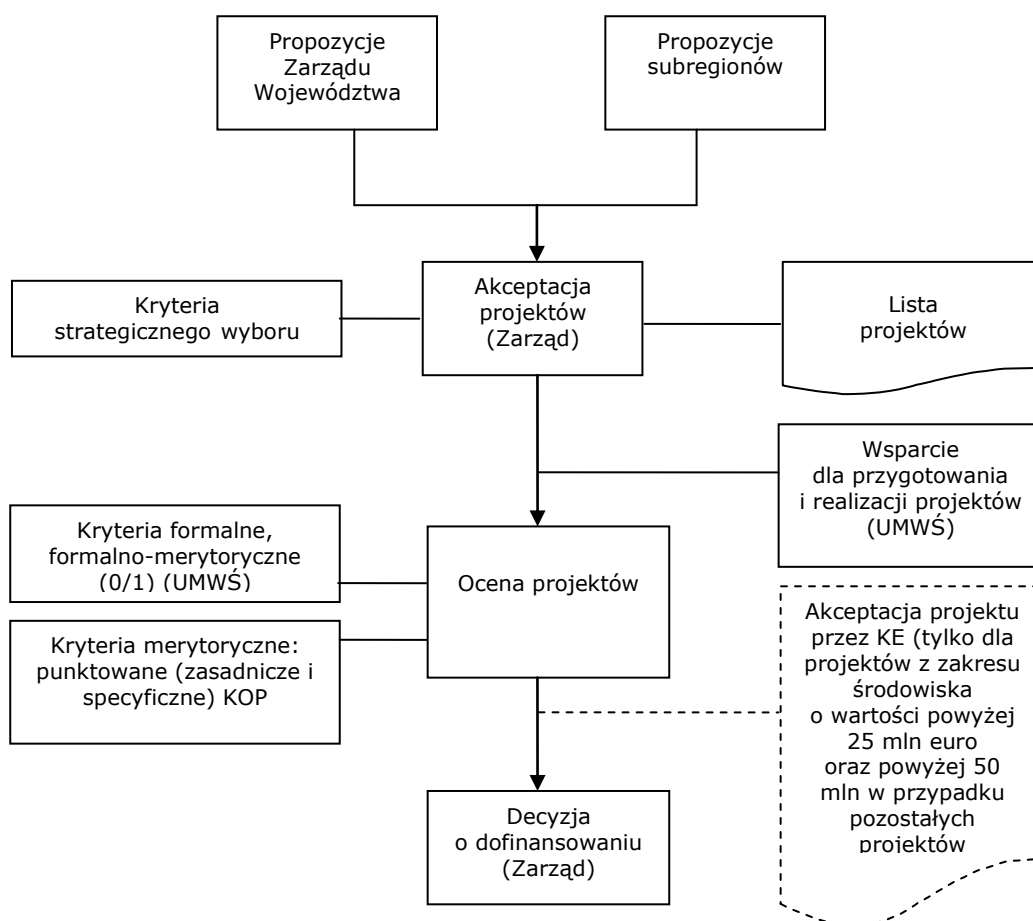 Propozycje
Zarządu
Województwa
Propozycje
subregionów
Kryteria
strategicznego wyboru
Akceptacja
projektów
(Zarząd)
Lista
projektów
Wsparcie
dla przygotowania
i realizacji projektów
(UMWŚ)
Kryteria formalne,
formalno-merytoryczne
(0/1) (UMWŚ)
Ocena projektów
Kryteria merytoryczne:
punktowane (zasadnicze i
specyficzne) KOP
Akceptacja projektu
przez KE (tylko dla
projektów z zakresu
środowiska
o wartości powyżej
25 mln euro
oraz powyżej 50
mln w przypadku
pozostałych
projektów
Decyzja
o dofinansowaniu
(Zarząd)